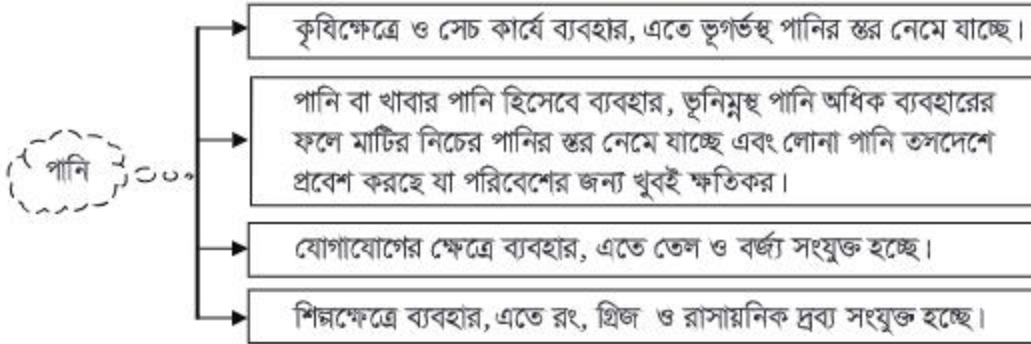 কৃষিক্ষেত্রে ও সেচ কার্যে ব্যবহার, এতে ভূগর্ভস্থ পানির স্তর নেমে যাচ্ছে।
পানি বা খাবার পানি হিসেবে ব্যবহার, ভূনিম্নস্থ পানি অধিক ব্যবহারের
ফলে মাটির নিচের পানির স্তর নেমে যাচ্ছে এবং লোনা পানি তলদেশে
প্রবেশ করছে যা পরিবেশের জন্য খুবই ক্ষতিকর।
পানি
যোগাযোগের ক্ষেত্রে ব্যবহার, এতে তেল ও বর্জ্য সংযুক্ত হচ্ছে।
শিল্পক্ষেত্রে ব্যবহার, এতে রং, গ্রিজ ও রাসায়নিক দ্রব্য সংযুক্ত হচ্ছে।